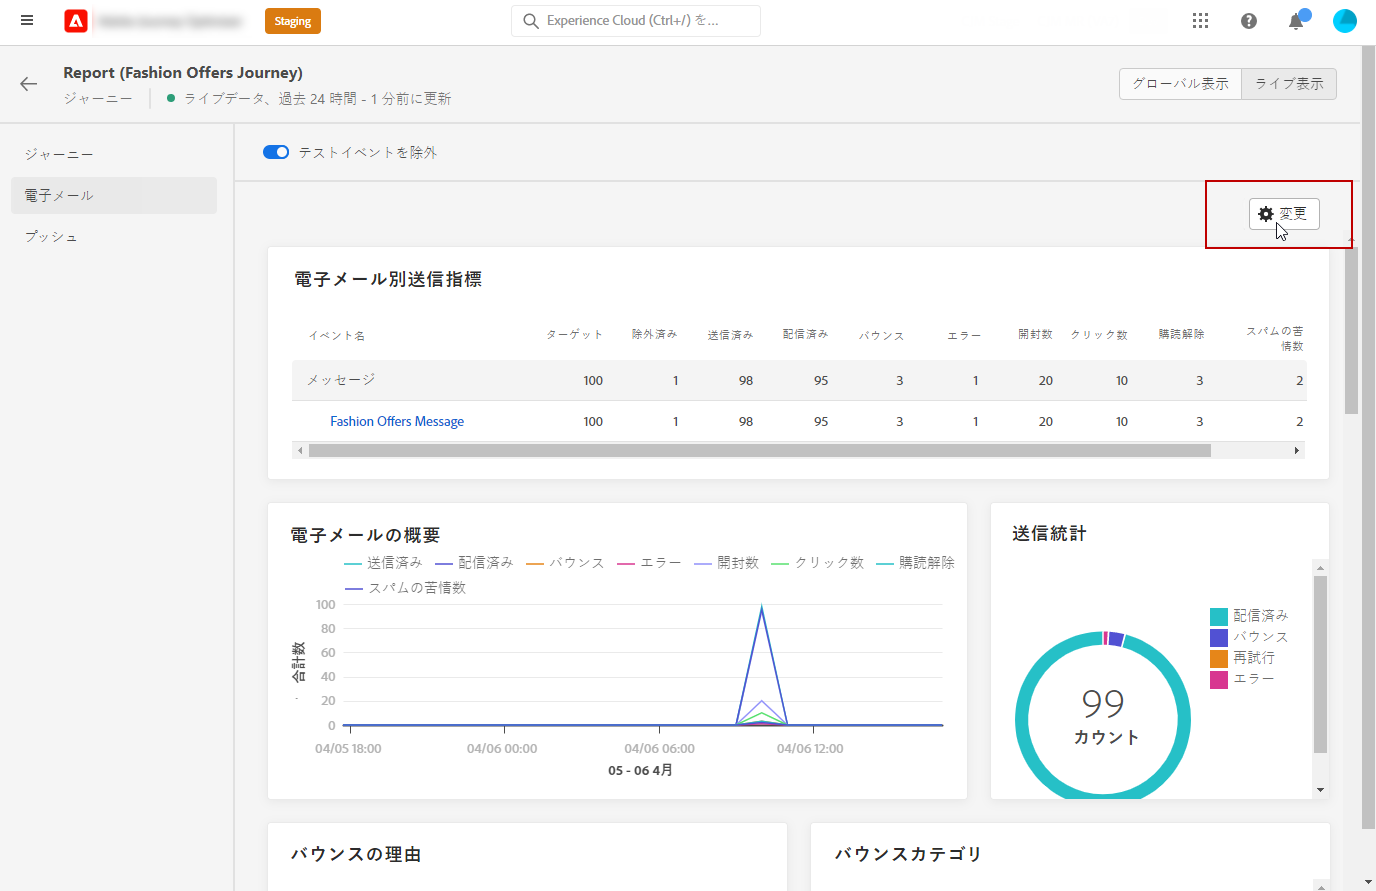 Staging
Experience Cloud (Ctrl+/) を...
Report (Fashion Offers Journey)
ジャーニー
ライブデータ、過去 24 時間 - 1 分前に更新
グローバル表示 ライブ表示
ジャーニー
電子メール
プッシュ
テストイベントを除外
変更
電子メール別送信指標
イベント名 ターゲット 除外済み 送信済み 配信済み バウンス エラー 開封数 クリック数 購読解除 スパムの苦情数
メッセージ 100 1 98 95 3 1 20 10 3 2
Fashion Offers Message 100 1 98 95 3 1 20 10 3 2
電子メールの概要
送信済み 配信済み バウンス エラー 開封数 クリック数 購読解除
スパムの苦情数
合計数
100
80
60
40
20
0
04/05 18:00 04/06 00:00 04/06 06:00 04/06 12:00
05 - 06 4月
送信統計
99
カウント
配信済み
バウンス
再試行
エラー
バウンスの理由
バウンスカテゴリ